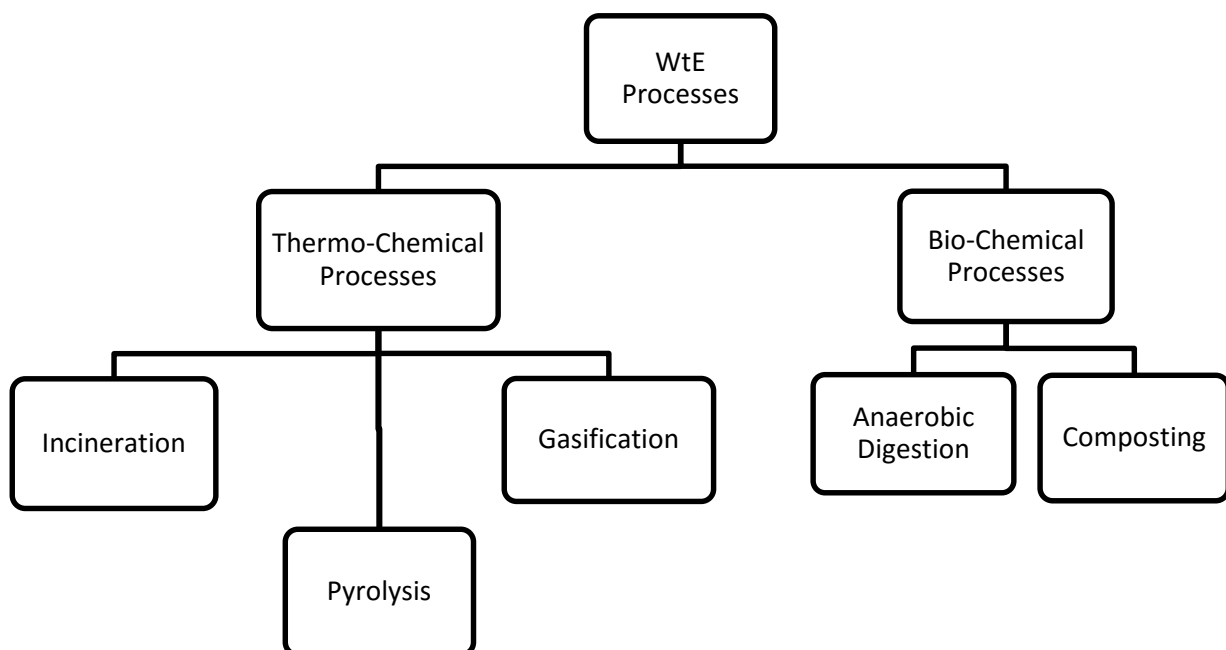 WtE
Processes
Thermo-Chemical
Processes
Bio-Chemical
Processes
Incineration
Gasification
Anaerobic
Digestion
Composting
Pyrolysis